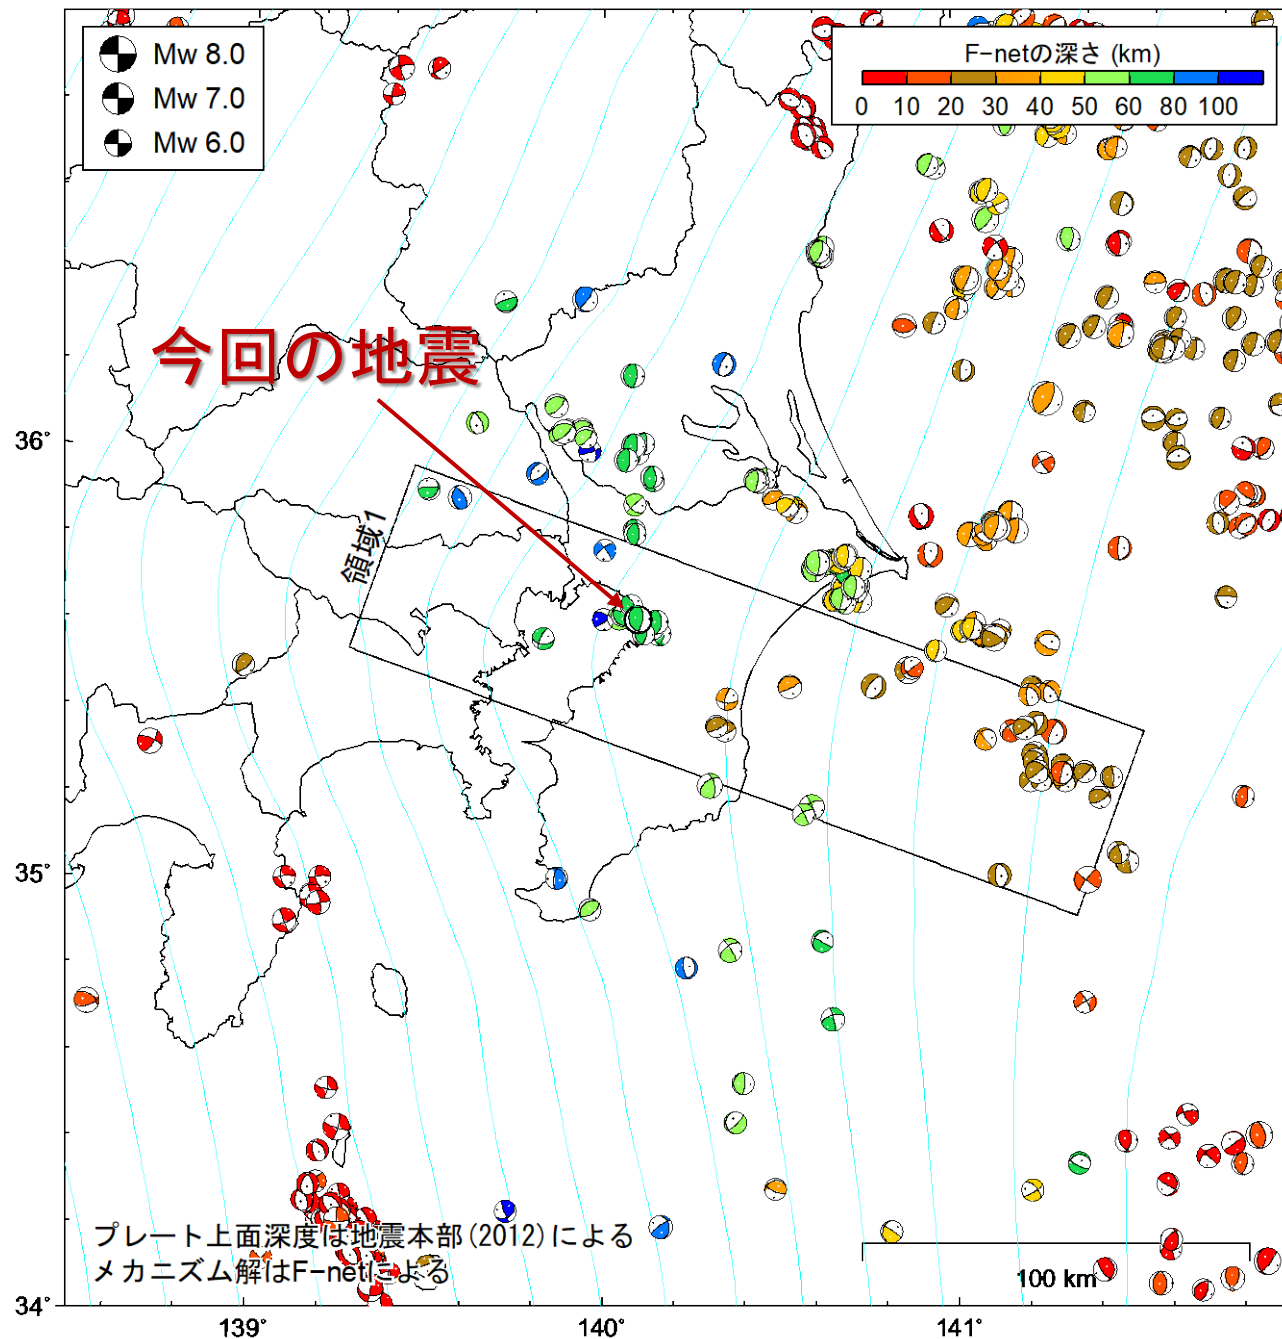 Mw 8.0
Mw 7.0
Mw 6.0
F-netの深さ (km)
0 10 20 30 40 50 60 80 100
今回の地震
領域1
36°
35°
34°
プレート上面深度は地震本部(2012)による
メカニズム解はF-netによる
100 km
139° 140° 141°